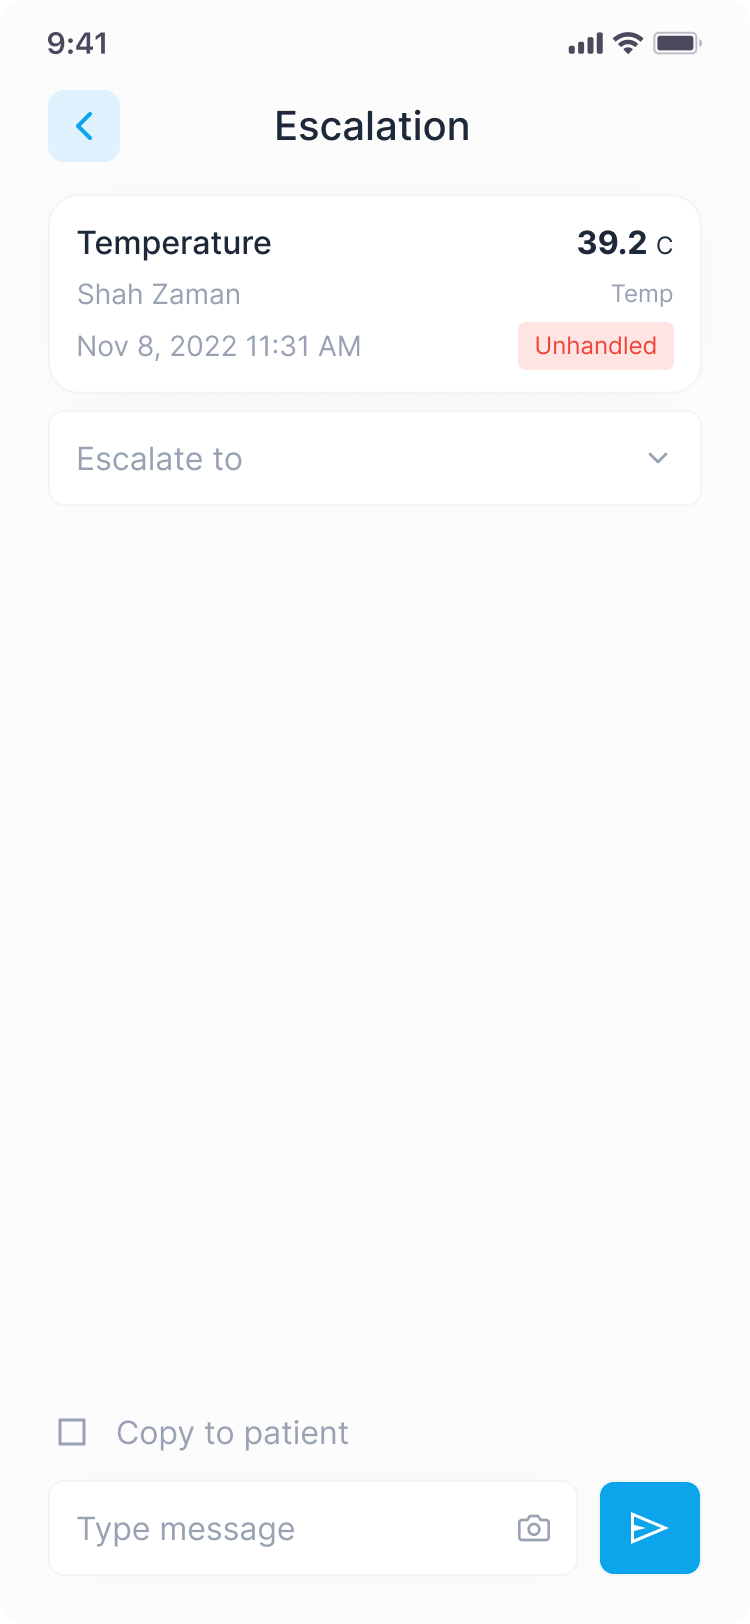 9:41
Escalation
Temperature 39.2 C
Shah Zaman Temp
Nov 8, 2022 11:31 AM Unhandled
Escalate to
Copy to patient
Type message